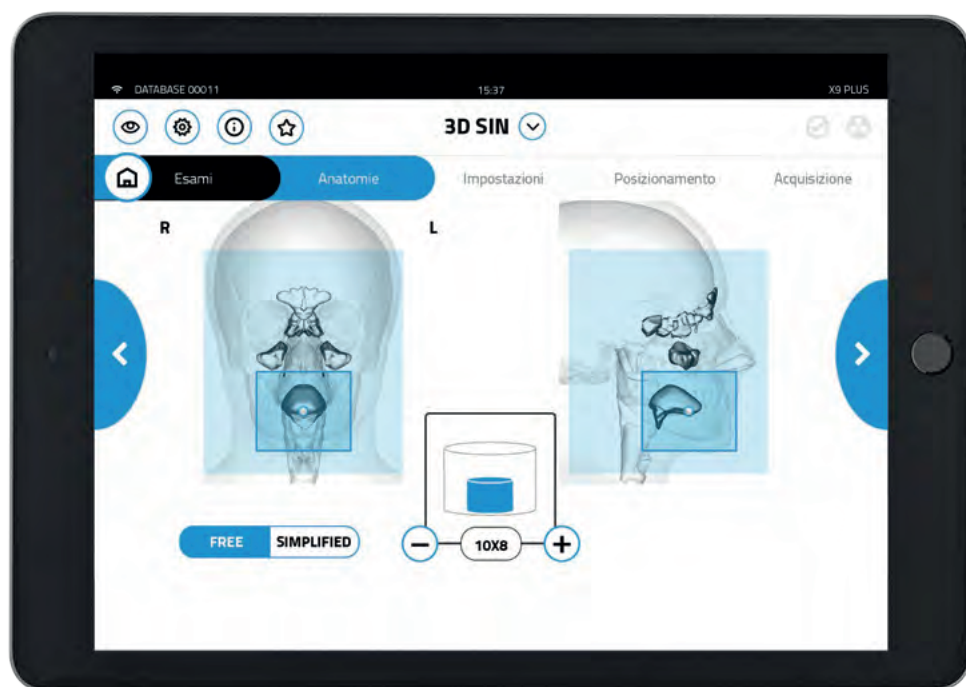 DATABASE 00011 15:37 X9 PLUS
3D SIN
Esami Anatomie Impostazioni Posizionamento Acquisizione
R L
FREE SIMPLIFIED
10X8